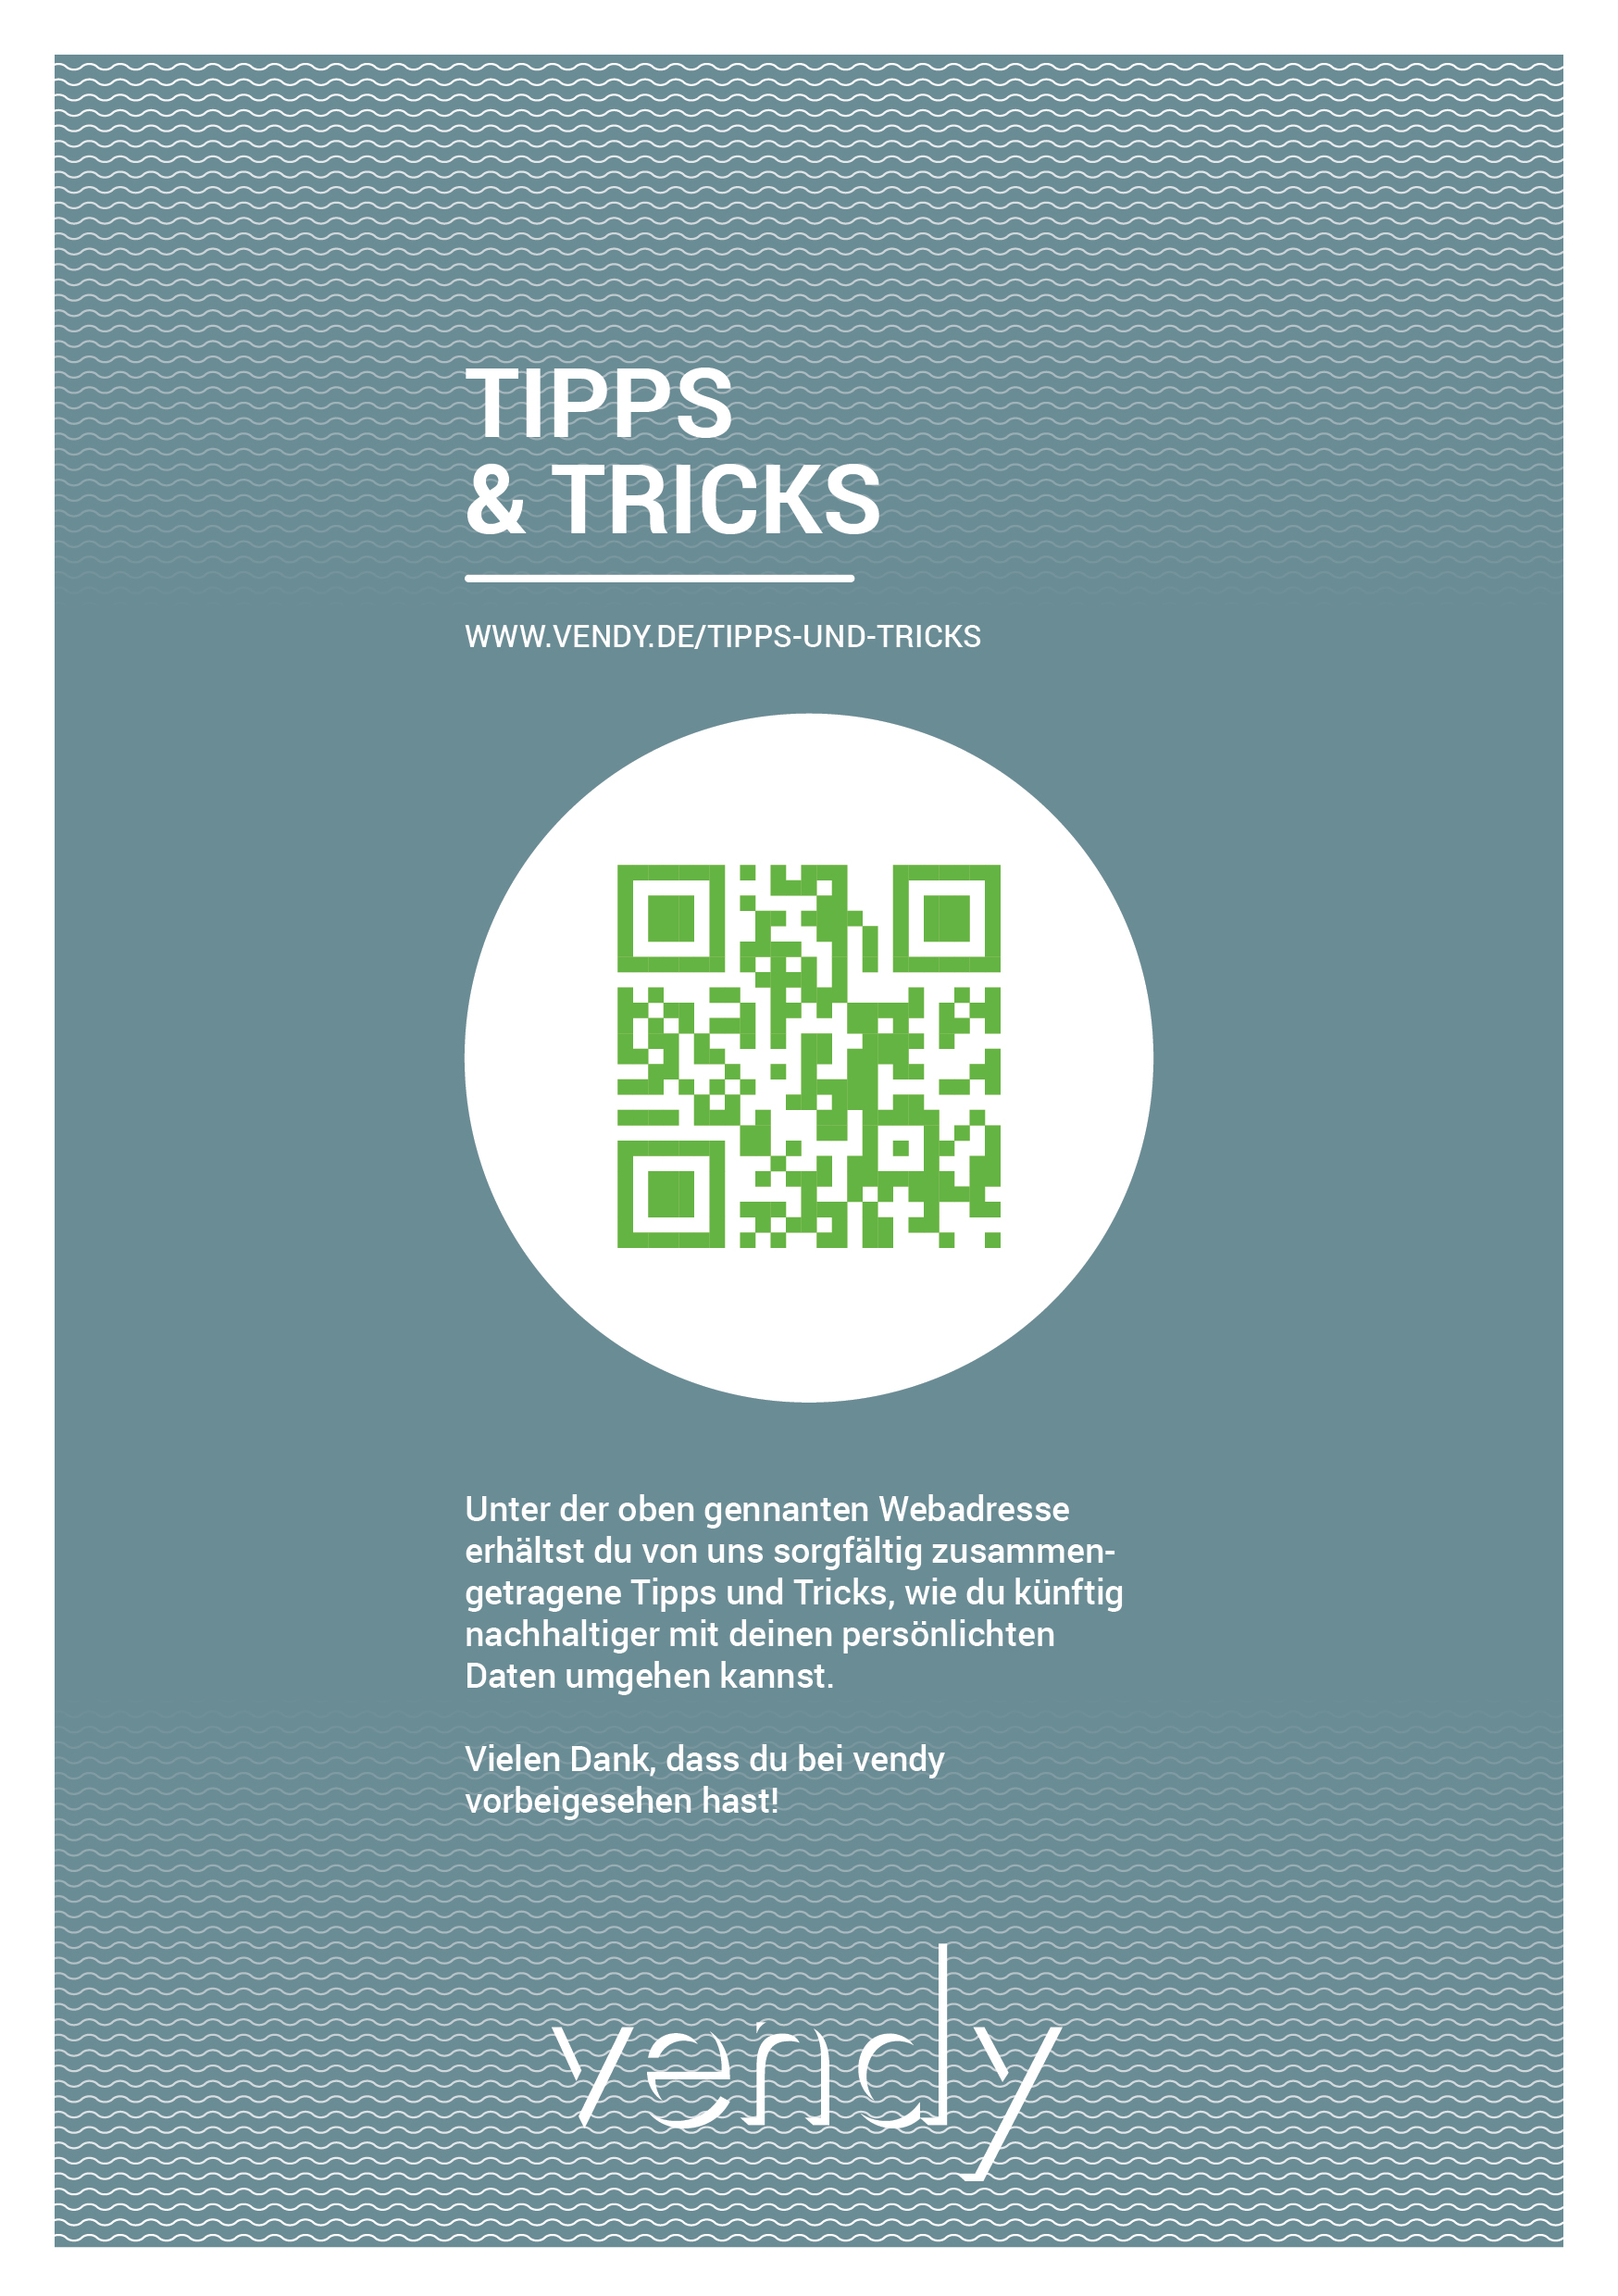 TIPPS
& TRICKS
WWW.VENDY.DE/TIPPS-UND-TRICKS
Unter der oben gennanten Webadresse
erhältst du von uns sorgfältig zusammen-
getragene Tipps und Tricks, wie du künftig
nachhaltiger mit deinen persönlichten
Daten umgehen kannst.
Vielen Dank, dass du bei vendy
vorbeigesehen hast!
vendy